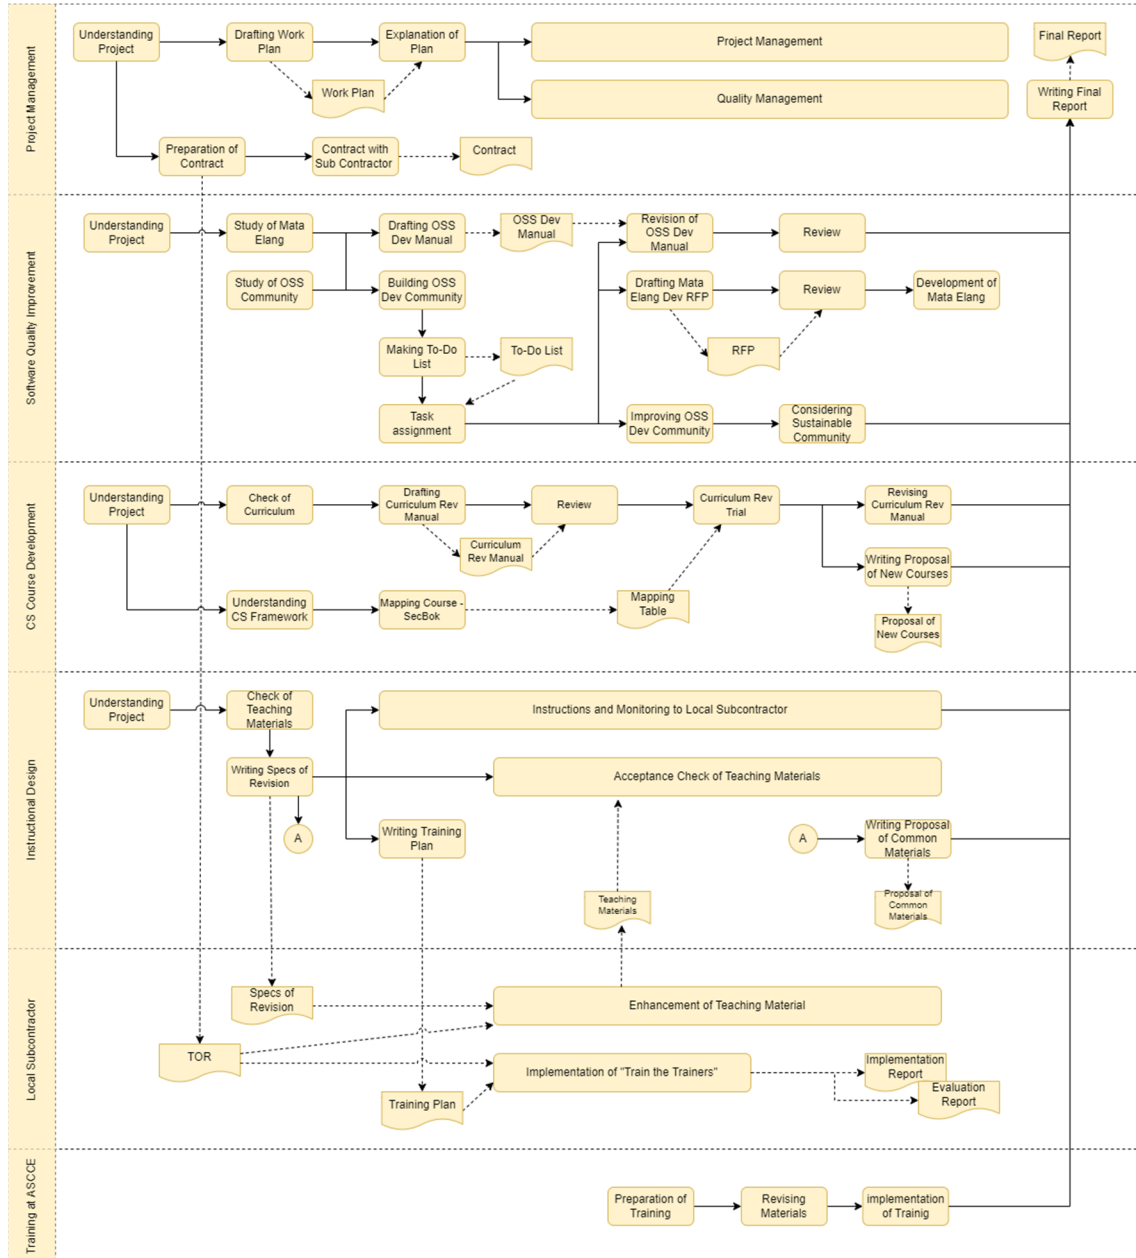 Project Management
Understanding
Project
Drafting Work
Plan
Explanation of
Plan
Project Management
Final Report
Work Plan
Quality Management
Writing Final
Report
Preparation of
Contract
Contract with
Sub Contractor
Contract
Software Quality Improvement
Understanding
Project
Study of Mata
Elang
Drafting OSS
Dev Manual
OSS Dev
Manual
Revision of
OSS Dev
Manual
Review
Study of OSS
Community
Building OSS
Dev Community
Drafting Mata
Elang Dev RFP
Review
Development of
Mata Elang
Making To-Do
List
To-Do List
RFP
Task
assignment
Improving OSS
Dev Community
Considering
Sustainable
Community
CS Course Development
Understanding
Project
Check of
Curriculum
Drafting
Curriculum Rev
Manual
Review
Curriculum Rev
Trial
Revising
Curriculum Rev
Manual
Curriculum
Rev Manual
Writing Proposal
of New Courses
Understanding
CS Framework
Mapping Course -
SecBok
Mapping
Table
Proposal of
New Courses
Instructional Design
Understanding
Project
Check of
Teaching
Materials
Instructions and Monitoring to Local Subcontractor
Writing Specs of
Revision
Acceptance Check of Teaching Materials
A
Writing Training
Plan
A
Writing Proposal
of Common
Materials
Teaching
Materials
Proposal of
Common
Materials
Local Subcontractor
Specs of
Revision
Enhancement of Teaching Material
TOR
Implementation of "Train the Trainers"
Implementation
Report
Training Plan
Evaluation
Report
Training at ASCCE
Preparation of
Training
Revising
Materials
implementation
of Trainig